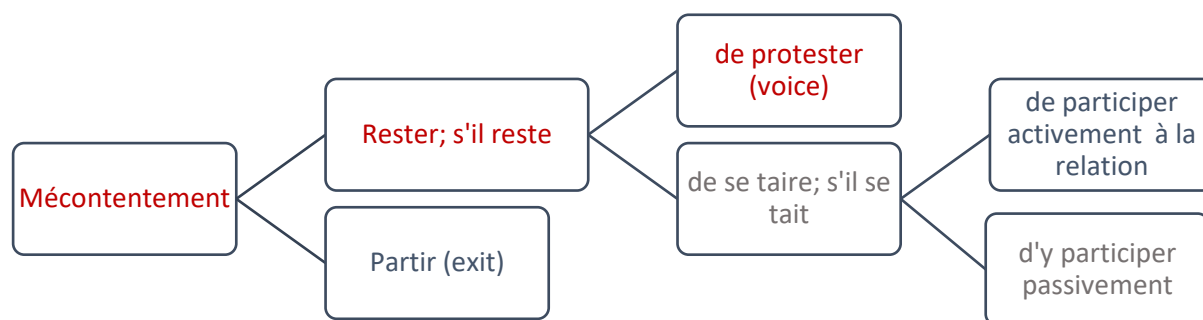 Mécontentement
Rester; s'il reste
Partir (exit)
de protester
(voice)
de se taire; s'il se
tait
de participer
activement à la
relation
d'y participer
passivement